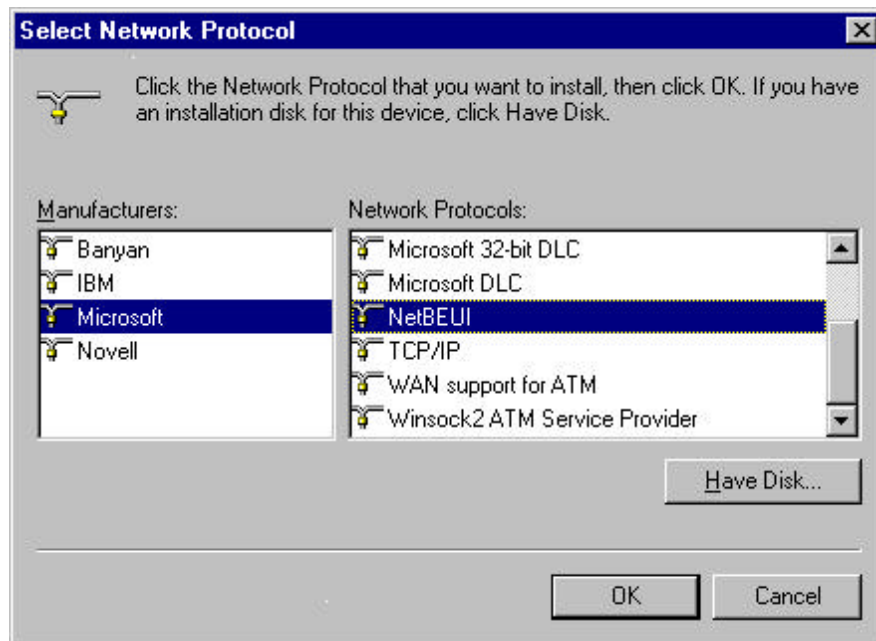 Select Network Protocol
Click the Network Protocol that you want to install, then click OK. If you have
an installation disk for this device, click Have Disk.
Manufacturers:
Banyan
IBM
Microsoft
Novell
Network Protocols:
Microsoft 32-bit DLC
Microsoft DLC
NetBEUI
TCP/IP
WAN support for ATM
Winsock2 ATM Service Provider
Have Disk...
OK
Cancel